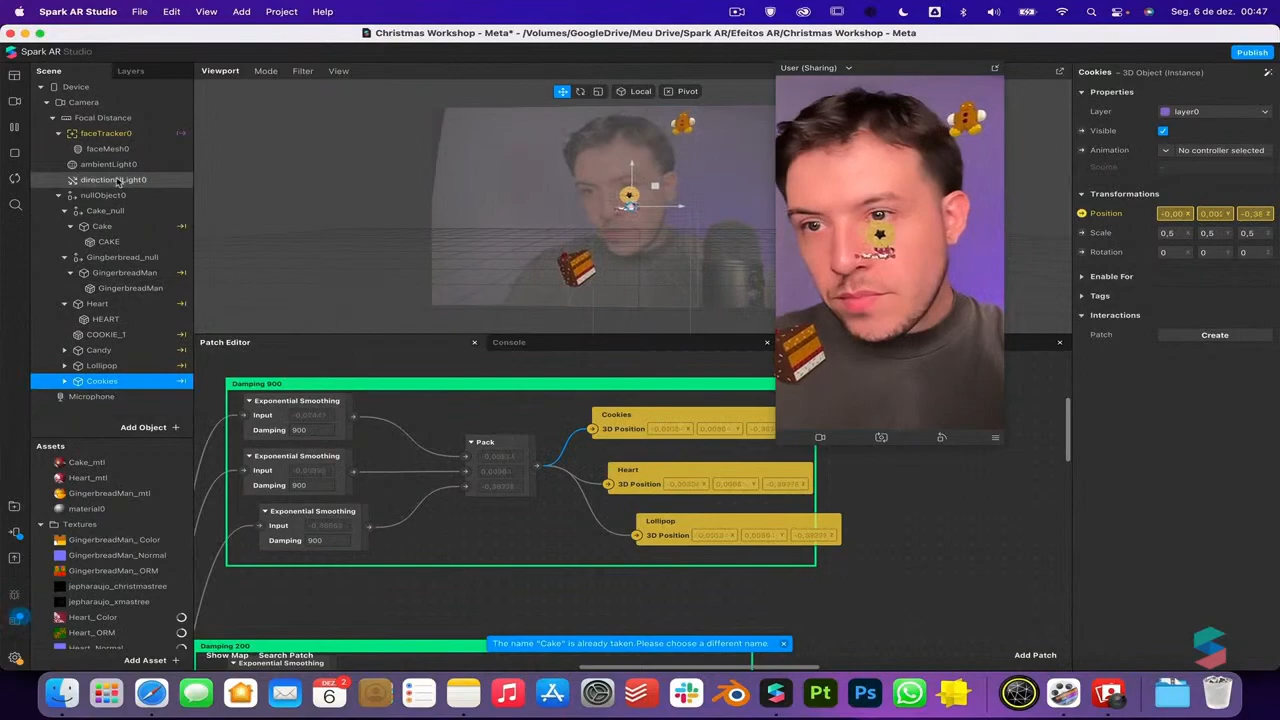 Spark AR Studio File Edit View Add Project Help Seg. 6 de dez. 00:47
Christmas Workshop - Meta* - /Volumes/GoogleDrive/Meu Drive/Spark AR/Efeitos AR/Christmas Workshop - Meta
Spark AR Studio
Publish
Scene
Layers
Device
Camera
Focal Distance
faceTracker0
faceMesh0
ambientLight0
directionalLight0
nullObject0
Cake_null
Cake
CAKE
Gingberbread_null
GingerbreadMan
GingerbreadMan
Heart
HEART
COOKIE_1
Candy
Lollipop
Cookies
Microphone
Add Object +
Assets
Cake_mtl
Heart_mtl
GingerbreadMan_mtl
material0
Textures
GingerbreadMan_Color
GingerbreadMan_Normal
GingerbreadMan_ORM
jepharaujo_christmastree
jepharaujo_xmastree
Heart_Color
Heart_ORM
Heart_Normal
Add Asset +
Viewport Mode Filter View
Local Pivot
User (Sharing)
Patch Editor
Console
Damping 900
Exponential Smoothing
Input
Damping 900
Exponential Smoothing
Input
Damping 900
Exponential Smoothing
Input
Damping 900
Pack
Cookies
3D Position
Heart
3D Position
Lollipop
3D Position
Damping 200
Show Map Search Patch
Exponential Smoothing
The name "Cake" is already taken.Please choose a different name.
Add Patch
Cookies — 3D Object (Instance)
Properties
Layer layer0
Visible
Animation No controller selected
Source
Transformations
Position
Scale 0,5 X 0,5 Y 0,5 Z
Rotation 0 X 0 Y 0 Z
Enable For
Tags
Interactions
Patch Create
DEZ. 2
6
Pt
Ps